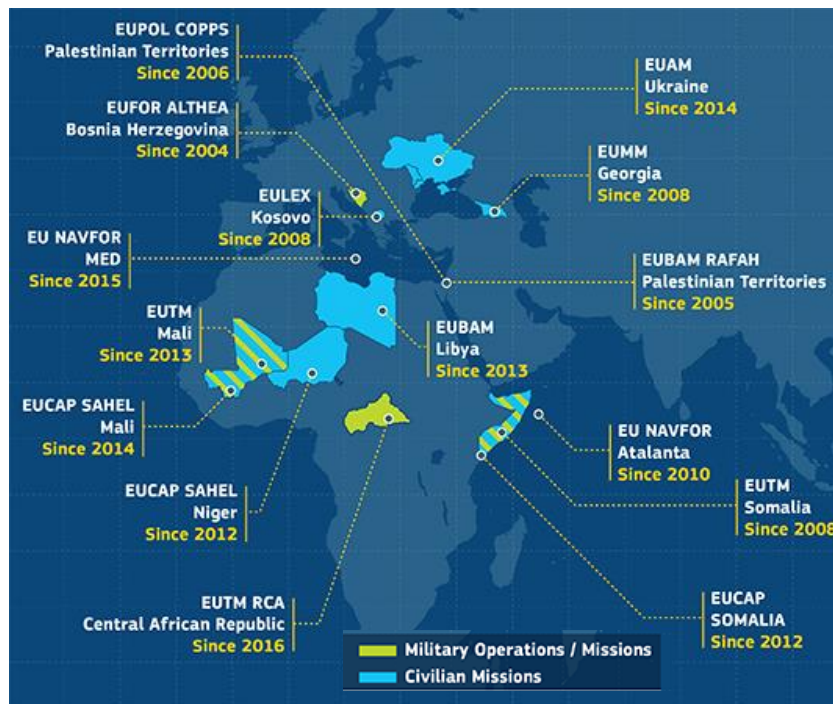 EUPOL COPPS
Palestinian Territories
Since 2006
EUFOR ALTHEA
Bosnia Herzegovina
Since 2004
EULEX
Kosovo
Since 2008
EU NAVFOR
MED
Since 2015
EUTM
Mali
Since 2013
EUCAP SAHEL
Mali
Since 2014
EUCAP SAHEL
Niger
Since 2012
EUTM RCA
Central African Republic
Since 2016
EUAM
Ukraine
Since 2014
EUMM
Georgia
Since 2008
EUBAM RAFAH
Palestinian Territories
Since 2005
EUBAM
Libya
Since 2013
EU NAVFOR
Atalanta
Since 2010
EUTM
Somalia
Since 2008
EUCAP
SOMALIA
Since 2012
Military Operations / Missions
Civilian Missions